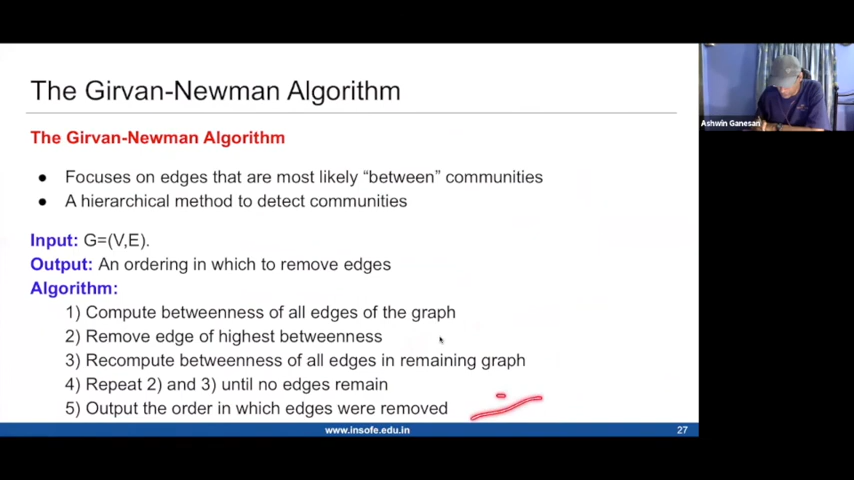 The Girvan-Newman Algorithm
The Girvan-Newman Algorithm
● Focuses on edges that are most likely “between” communities
● A hierarchical method to detect communities
Input: G=(V,E).
Output: An ordering in which to remove edges
Algorithm:
1) Compute betweenness of all edges of the graph
2) Remove edge of highest betweenness
3) Recompute betweenness of all edges in remaining graph
4) Repeat 2) and 3) until no edges remain
5) Output the order in which edges were removed
www.insofe.edu.in
27
Ashwin Ganesan